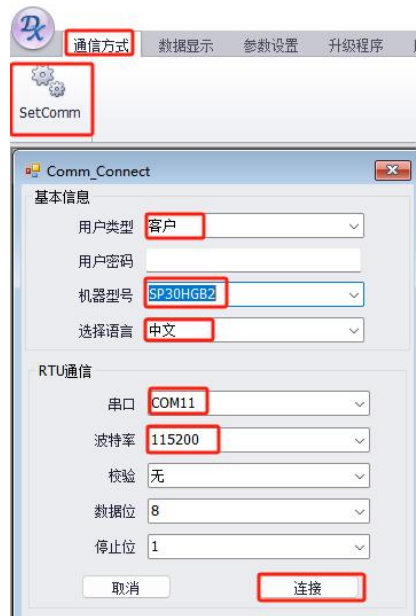 通信方式 数据显示 参数设置 升级程序
SetComm
Comm_Connect
基本信息
用户类型 客户
用户密码
机器型号 SP30HGB2
选择语言 中文
RTU通信
串口 COM11
波特率 115200
校验 无
数据位 8
停止位 1
取消 连接